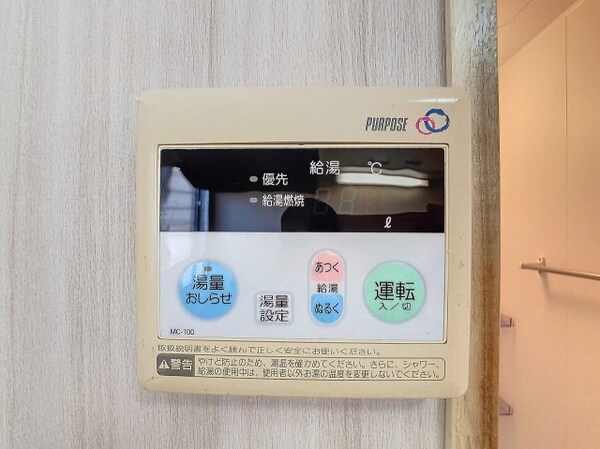 PURPOSE
給湯 ℃
優先
給湯燃焼
ℓ
湯量
おしらせ
湯量
設定
あつく
給湯
ぬるく
運転
入／切
MC-100
取扱説明書をよく読んで正しく安全にお使いください。
警告
やけど防止のため、湯温を確かめてください。さらに、シャワー、
給湯の使用中は、使用者以外お湯の温度を変更しないでください。